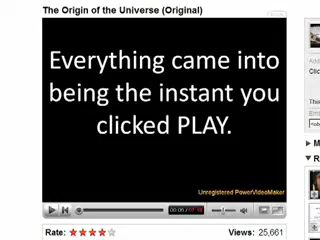 The Origin of the Universe (Original)
Everything came into
being the instant you
clicked PLAY.
Unregistered PowerVideoMaker
Rate:
Views: 25,661